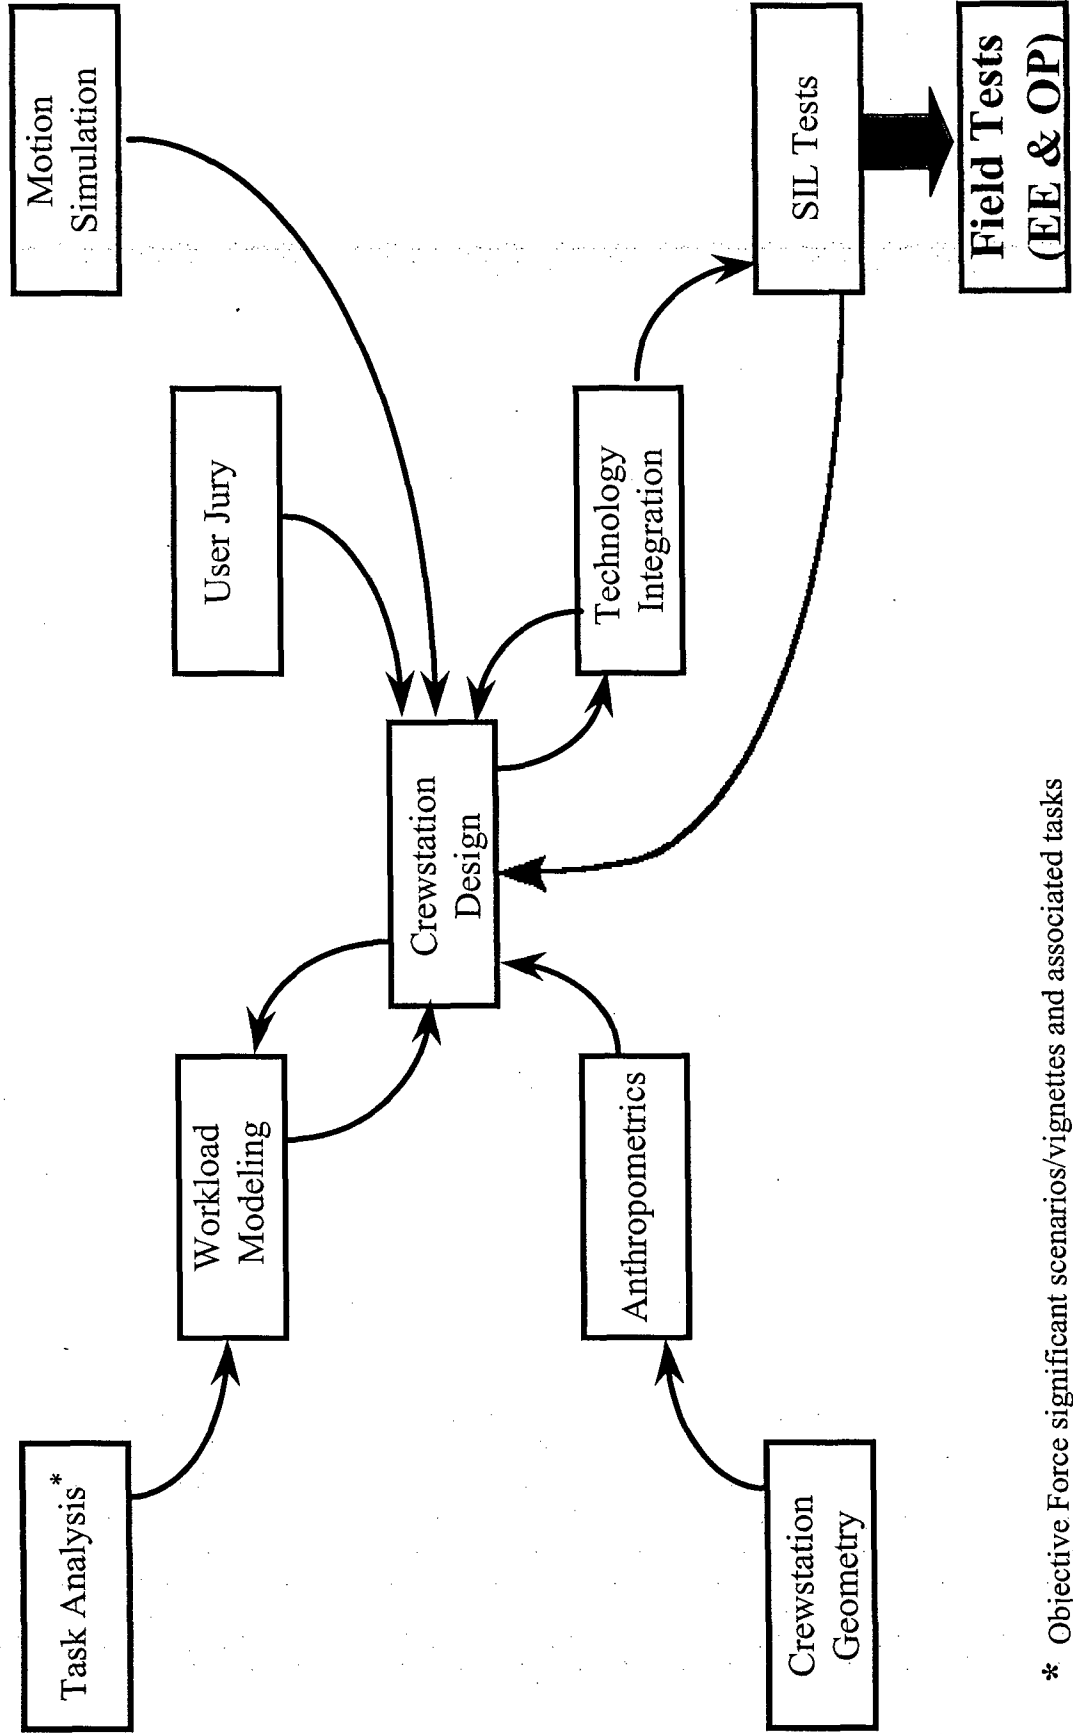 Task Analysis*
Workload
Modeling
User Jury
Motion
Simulation
Crewstation
Design
Crewstation
Geometry
Anthropometrics
Technology
Integration
SIL Tests
Field Tests
(EE & OP)
* Objective Force significant scenarios/vignettes and associated tasks